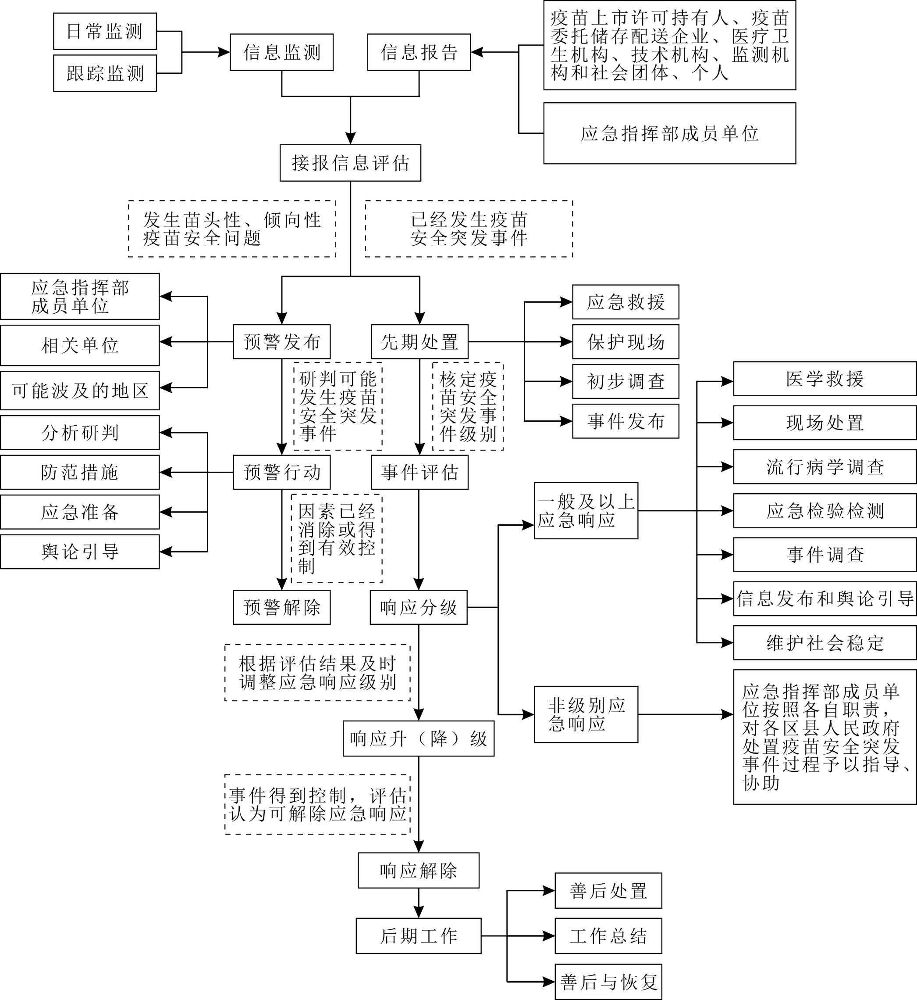 日常监测
跟踪监测
信息监测
信息报告
疫苗上市许可持有人、疫苗
委托储存配送企业、医疗卫
生机构、技术机构、监测机
构和社会团体、个人
应急指挥部成员单位
接报信息评估
发生苗头性、倾向性
疫苗安全问题
已经发生疫苗
安全突发事件
应急指挥部
成员单位
相关单位
可能波及的地区
预警发布
先期处置
应急救援
保护现场
初步调查
事件发布
研判可能
发生疫苗
安全突发
事件
核定疫
苗安全
突发事
件级别
分析研判
防范措施
应急准备
舆论引导
预警行动
事件评估
因素已经
消除或得
到有效控
制
预警解除
响应分级
一般及以上
应急响应
医学救援
现场处置
流行病学调查
应急检验检测
事件调查
信息发布和舆论引导
维护社会稳定
根据评估结果及时
调整应急响应级别
非级别应
急响应
应急指挥部成员单
位按照各自职责，
对各区县人民政府
处置疫苗安全突发
事件过程予以指导、
协助
响应升（降）级
事件得到控制，评估
认为可解除应急响应
响应解除
后期工作
善后处置
工作总结
善后与恢复